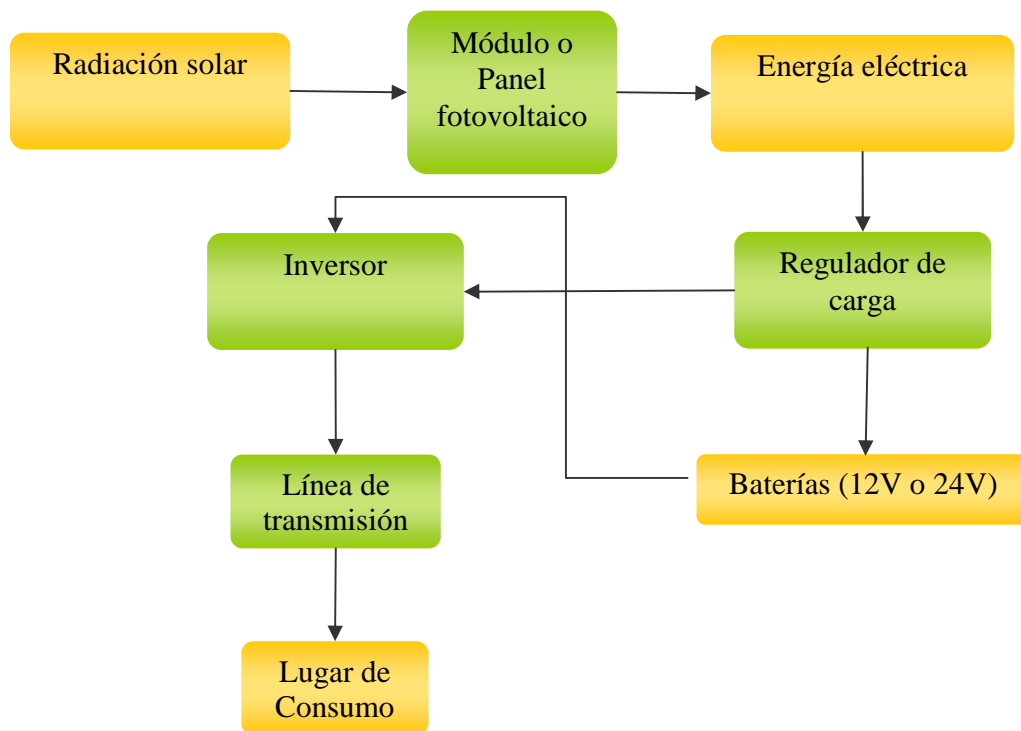 Radiación solar
Módulo o
Panel
fotovoltaico
Energía eléctrica
Inversor
Regulador de
carga
Línea de
transmisión
Baterías (12V o 24V)
Lugar de
Consumo